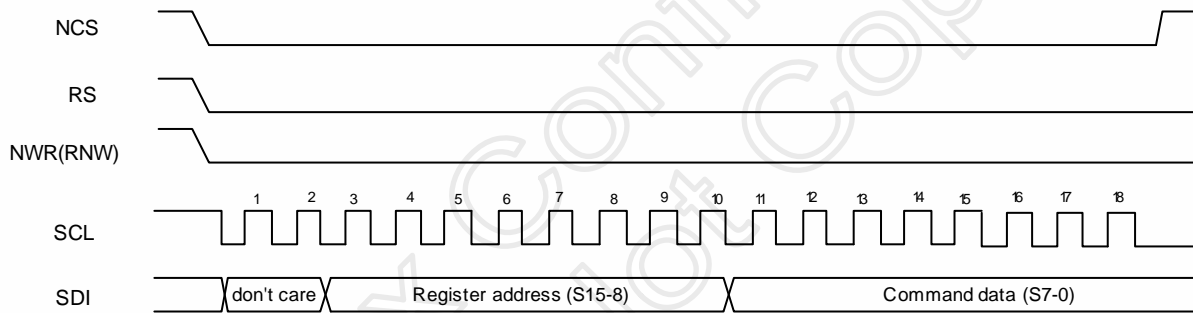 NCS
RS
NWR(RNW)
1 2 3 4 5 6 7 8 9 10 11 12 13 14 15 16 17 18
SCL
SDI
don't care
Register address (S15-8)
Command data (S7-0)